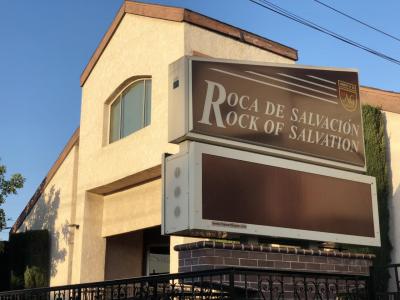 ROCA DE SALVACIÓN
ROCK OF SALVATION